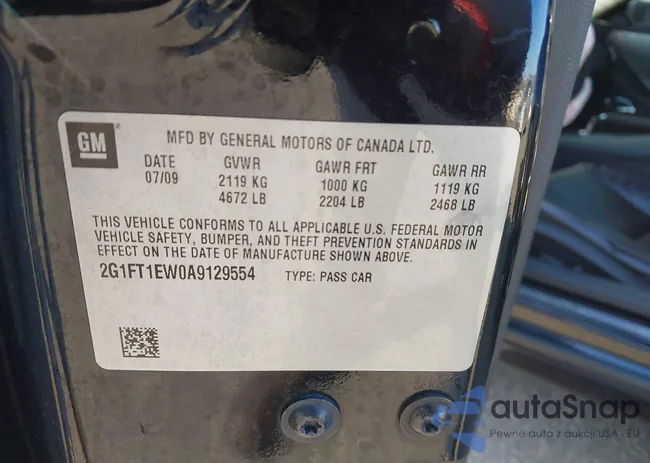 GM
MFD BY GENERAL MOTORS OF CANADA LTD.
DATE GVWR GAWR FRT GAWR RR
07/09 2119 KG 1000 KG 1119 KG
4672 LB 2204 LB 2468 LB
THIS VEHICLE CONFORMS TO ALL APPLICABLE U.S. FEDERAL MOTOR
VEHICLE SAFETY, BUMPER, AND THEFT PREVENTION STANDARDS IN
EFFECT ON THE DATE OF MANUFACTURE SHOWN ABOVE.
2G1FT1EW0A9129554 TYPE: PASS CAR
autaSnap
Pewne auta z aukcji USA i EU